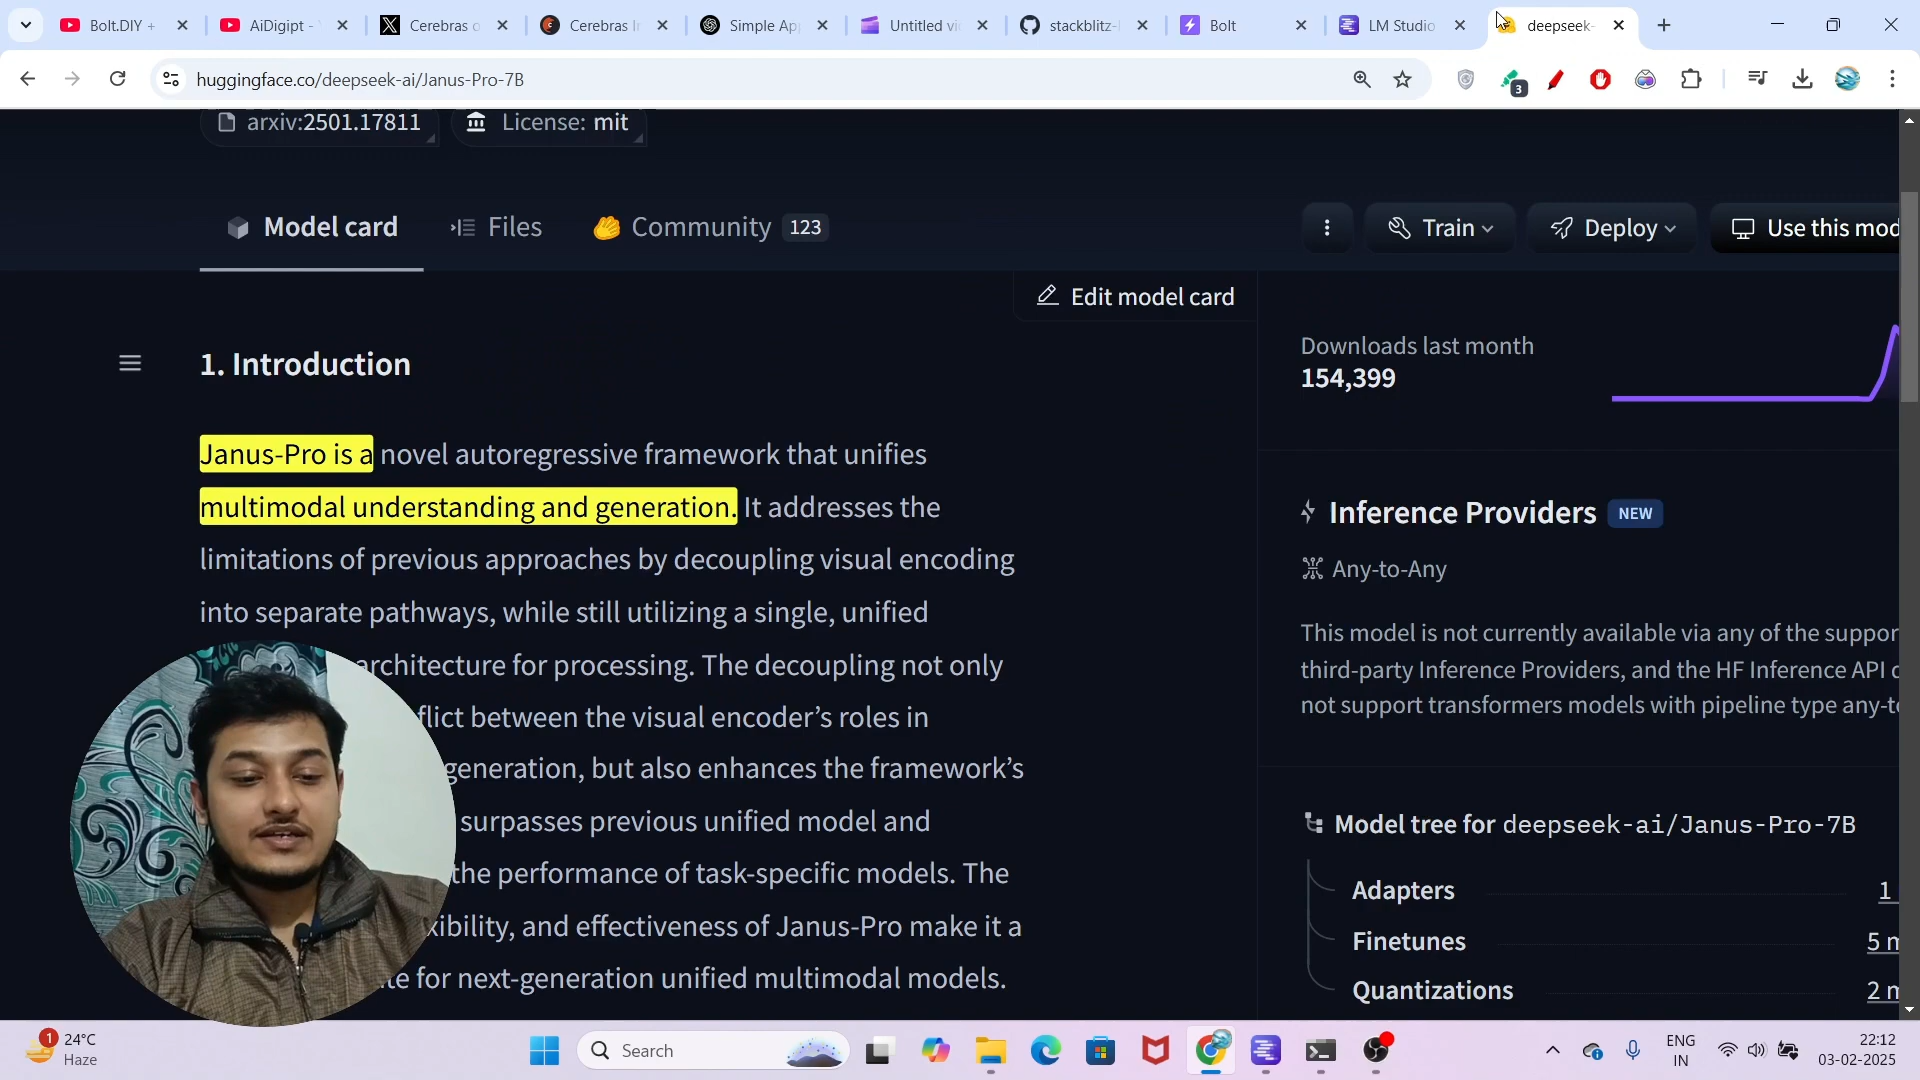 Bolt.DIY +
AiDigipt -
Cerebras o
Cerebras In
Simple Ap
Untitled vi
stackblitz-
Bolt
LM Studio
deepseek-
huggingface.co/deepseek-ai/Janus-Pro-7B
3
arxiv:2501.17811
License: mit
Model card
Files
Community 123
Train
Deploy
Use this mod
Edit model card
1. Introduction
Janus-Pro is a novel autoregressive framework that unifies
multimodal understanding and generation. It addresses the
limitations of previous approaches by decoupling visual encoding
into separate pathways, while still utilizing a single, unified
architecture for processing. The decoupling not only
flict between the visual encoder’s roles in
generation, but also enhances the framework’s
surpasses previous unified model and
the performance of task-specific models. The
xibility, and effectiveness of Janus-Pro make it a
te for next-generation unified multimodal models.
Downloads last month
154,399
Inference Providers NEW
Any-to-Any
This model is not currently available via any of the suppor
third-party Inference Providers, and the HF Inference API
not support transformers models with pipeline type any-to
Model tree for deepseek-ai/Janus-Pro-7B
Adapters 1
Finetunes 5 m
Quantizations 2 m
1
24°C
Haze
Search
ENG
IN
22:12
03-02-2025